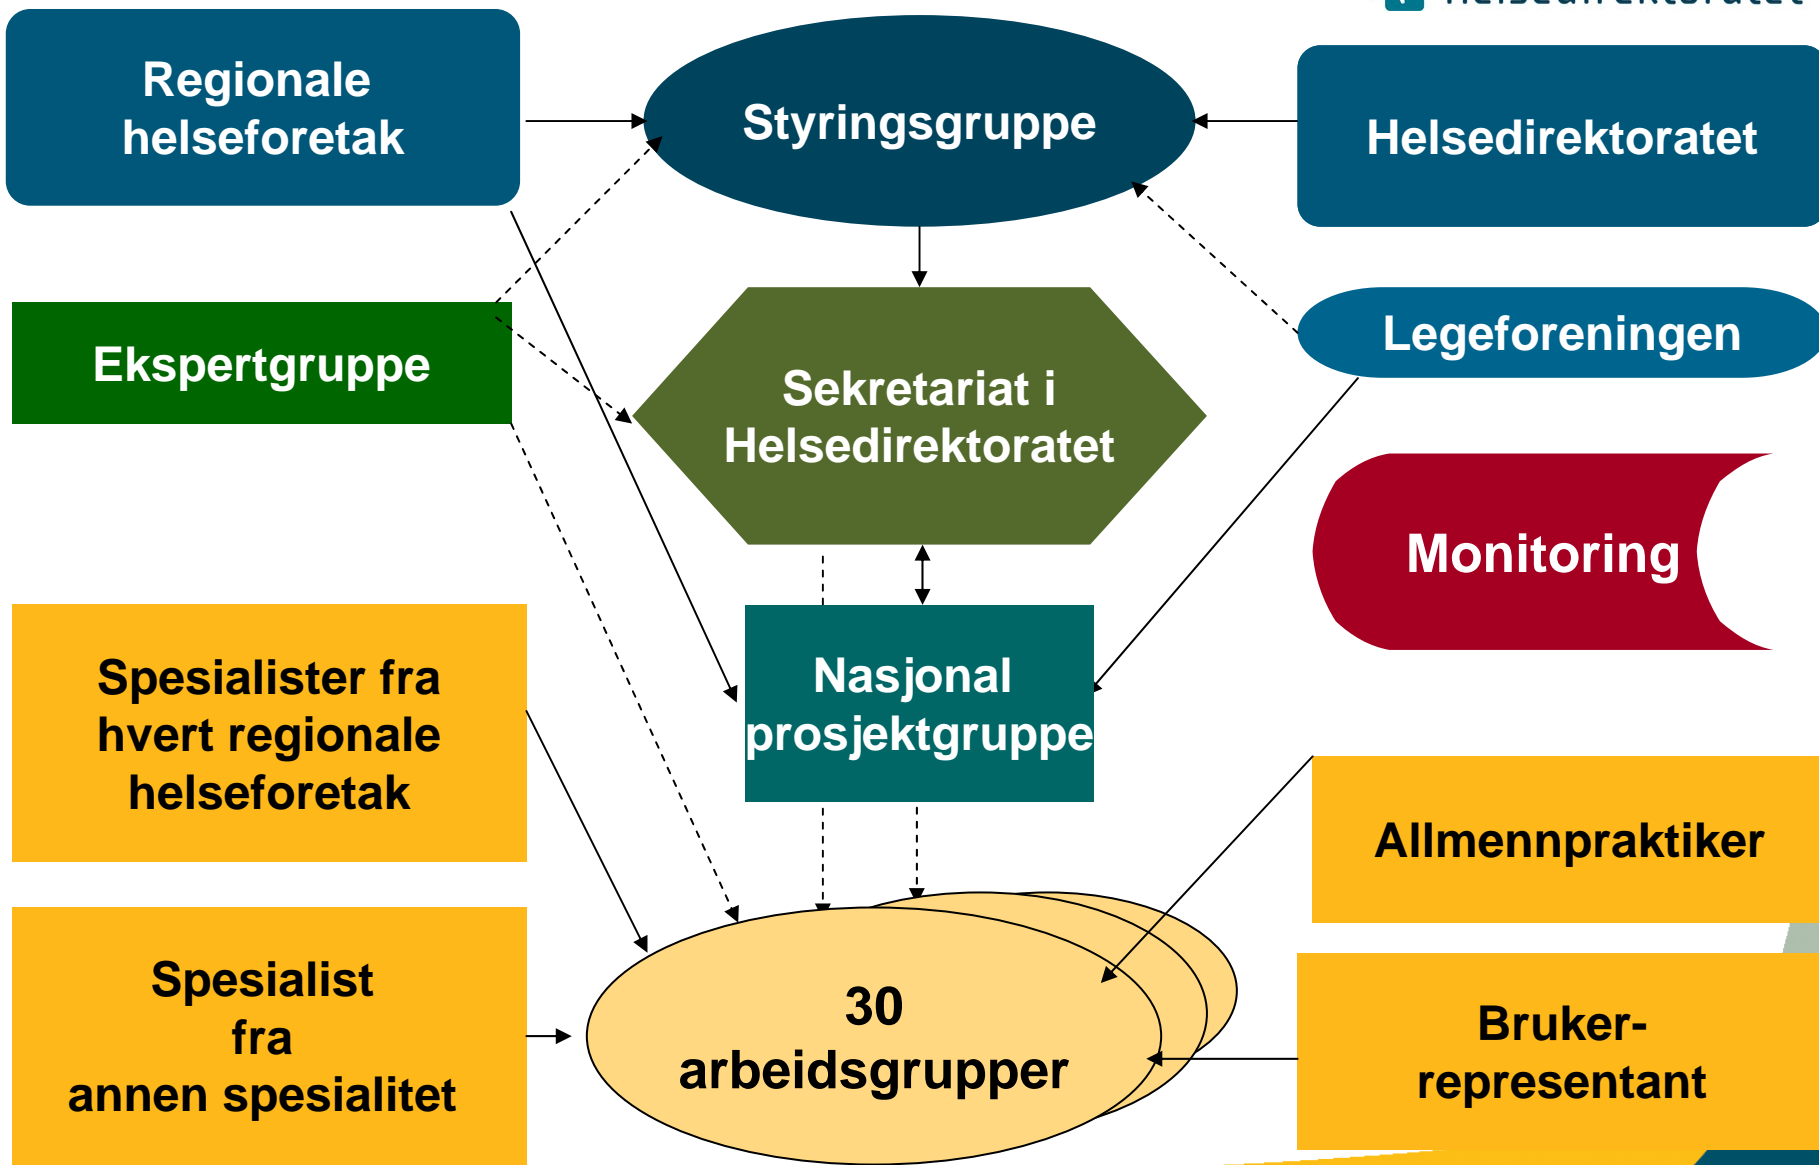 Helsedirektoratet
Regionale
helseforetak
Styringsgruppe
Helsedirektoratet
Ekspertgruppe
Sekretariat i
Helsedirektoratet
Legeforeningen
Monitoring
Spesialister fra
hvert regionale
helseforetak
Nasjonal
prosjektgruppe
Allmennpraktiker
Spesialist
fra
annen spesialitet
30
arbeidsgrupper
Bruker-
representant